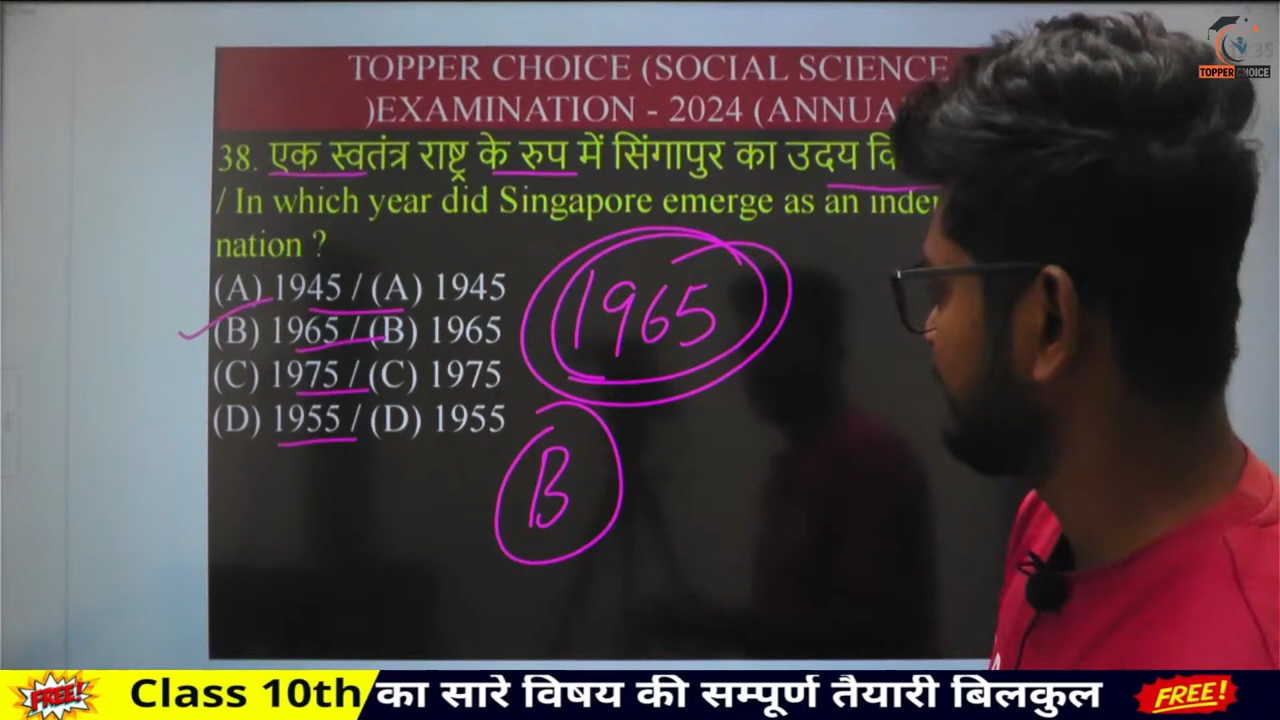 TOPPER CHOICE (SOCIAL SCIENCE
)EXAMINATION - 2024 (ANNUA
38. एक स्वतंत्र राष्ट्र के रुप में सिंगापुर का उदय
/ In which year did Singapore emerge as an
nation ?
(A) 1945 / (A) 1945
(B) 1965 / (B) 1965
(C) 1975 / (C) 1975
(D) 1955 / (D) 1955
1965
B
TOPPER CHOICE
FREE! Class 10th का सारे विषय की सम्पूर्ण तैयारी बिलकुल FREE!